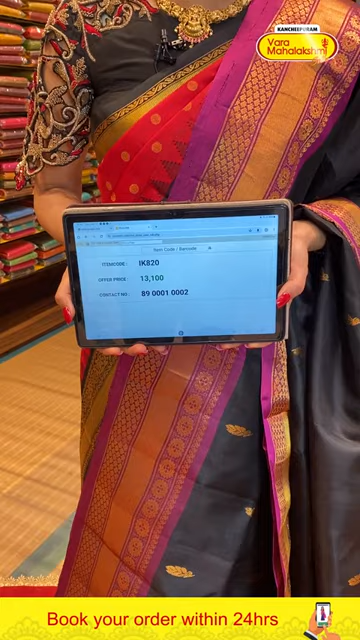 KANCHEEPURAM
Vara
Mahalakshmi
Item Code | Barcode
ITEMCODE : IK820
OFFER PRICE : 13,100
CONTACT NO : 89 0001 0002
Book your order within 24hrs